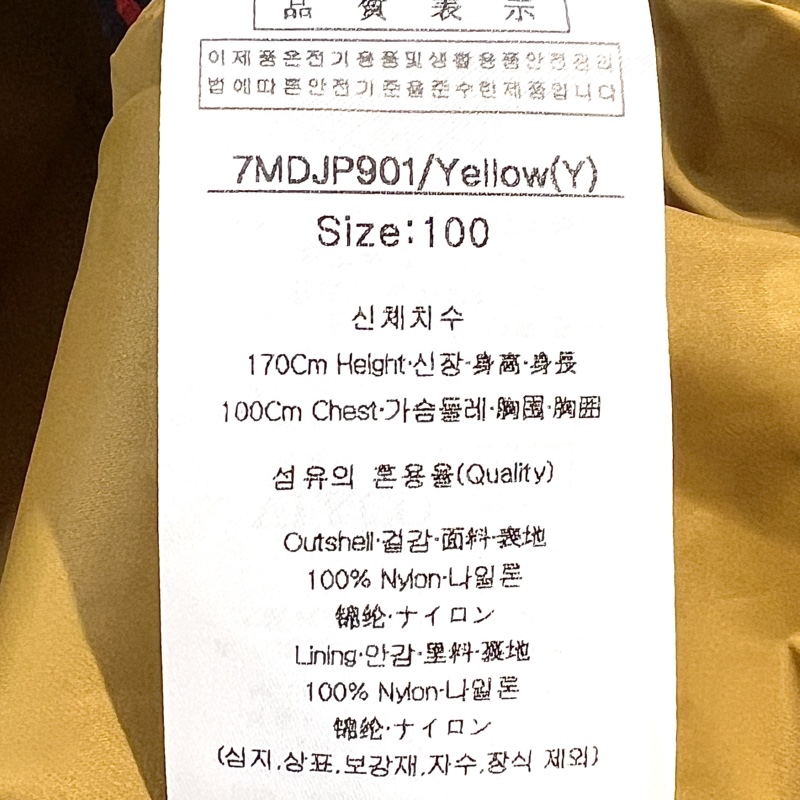 品質表示
이 제품은전기용품및생활용품안전관리
법에따른안전기준을준수한제품입니다
7MDJP901/Yellow(Y)
Size:100
신체치수
170Cm Height·신장·身高·身長
100Cm Chest·가슴둘레·胸围·胸囲
섬유의 혼용율(Quality)
Outshell·겉감·面料·表地
100% Nylon·나일론
锦纶·ナイロン
Lining·안감·里料·裏地
100% Nylon·나일론
锦纶·ナイロン
(심지,상표,보강재,자수,장식 제외)